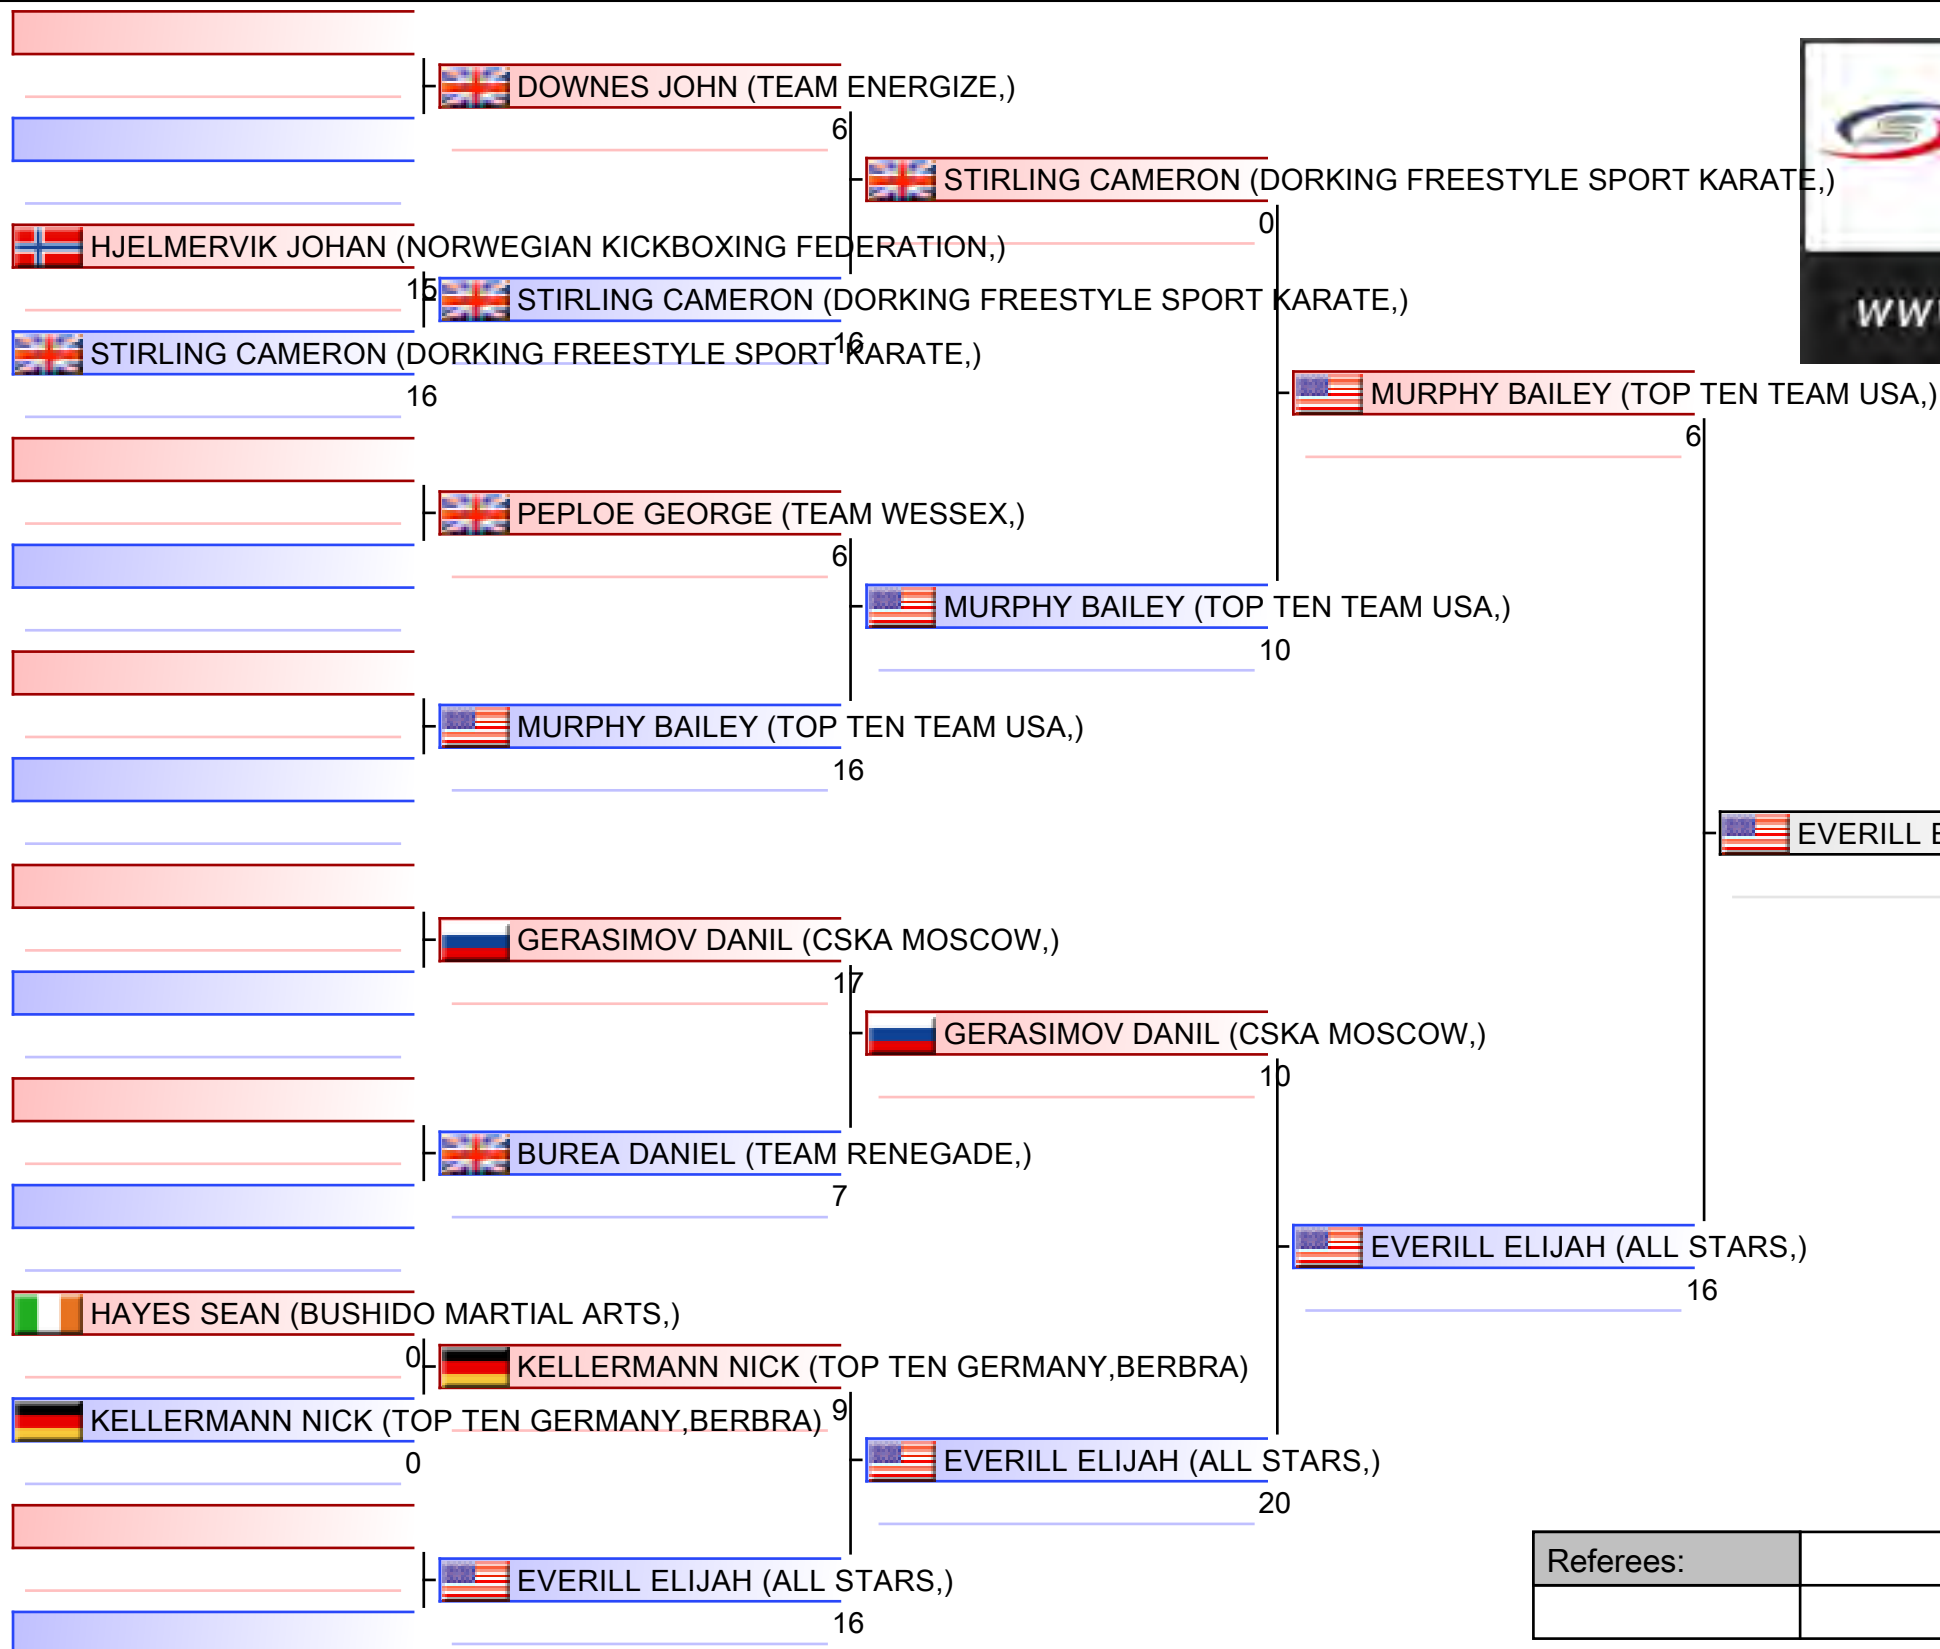 DOWNES JOHN (TEAM ENERGIZE,)
6
STIRLING CAMERON (DORKING FREESTYLE SPORT KARATE,)
0
HJELMERVIK JOHAN (NORWEGIAN KICKBOXING FEDERATION,)
15
STIRLING CAMERON (DORKING FREESTYLE SPORT KARATE,)
16
STIRLING CAMERON (DORKING FREESTYLE SPORT KARATE,)
16
MURPHY BAILEY (TOP TEN TEAM USA,)
6
PEPLOE GEORGE (TEAM WESSEX,)
6
MURPHY BAILEY (TOP TEN TEAM USA,)
10
MURPHY BAILEY (TOP TEN TEAM USA,)
16
EVERILL E
GERASIMOV DANIL (CSKA MOSCOW,)
17
GERASIMOV DANIL (CSKA MOSCOW,)
10
BUREA DANIEL (TEAM RENEGADE,)
7
EVERILL ELIJAH (ALL STARS,)
16
HAYES SEAN (BUSHIDO MARTIAL ARTS,)
0
KELLERMANN NICK (TOP TEN GERMANY,BERBRA)
9
KELLERMANN NICK (TOP TEN GERMANY,BERBRA)
0
EVERILL ELIJAH (ALL STARS,)
20
EVERILL ELIJAH (ALL STARS,)
16
Referees: